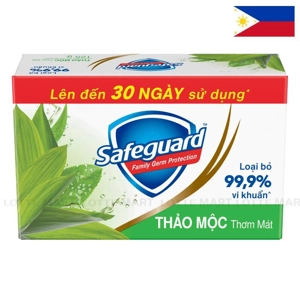 Lên đến 30 NGÀY sử dụng*
Safeguard
Family Germ Protection
Loại bỏ
99,9%
vi khuẩn*
THẢO MỘC Thơm Mát